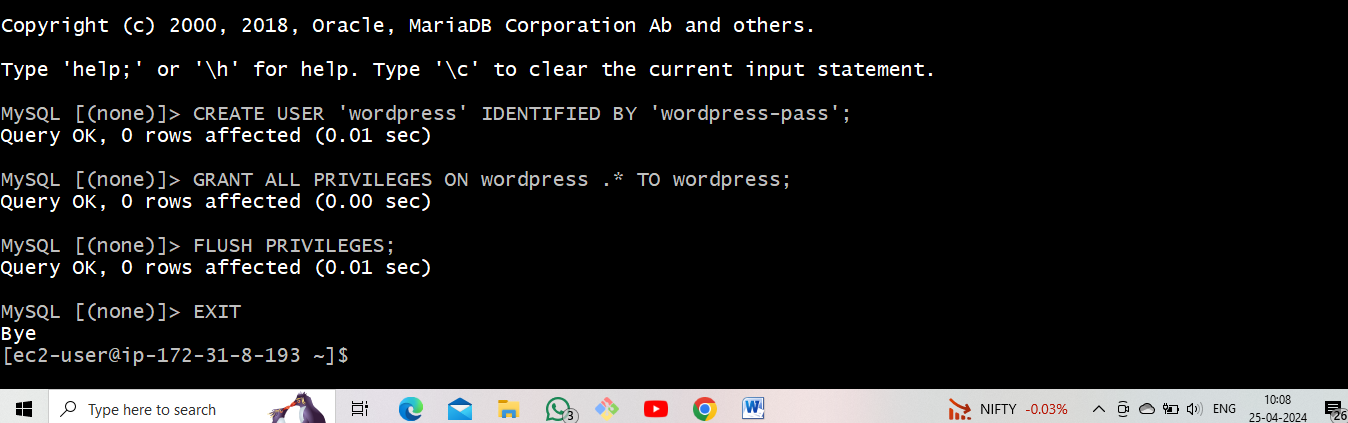 Copyright (c) 2000, 2018, Oracle, MariaDB Corporation Ab and others.
Type 'help;' or '\h' for help. Type '\c' to clear the current input statement.
MySQL [(none)]> CREATE USER 'wordpress' IDENTIFIED BY 'wordpress-pass';
Query OK, 0 rows affected (0.01 sec)
MySQL [(none)]> GRANT ALL PRIVILEGES ON wordpress .* TO wordpress;
Query OK, 0 rows affected (0.00 sec)
MySQL [(none)]> FLUSH PRIVILEGES;
Query OK, 0 rows affected (0.01 sec)
MySQL [(none)]> EXIT
Bye
[ec2-user@ip-172-31-8-193 ~]$
Type here to search
3
W
NIFTY -0.03%
ENG
10:08
25-04-2024
26